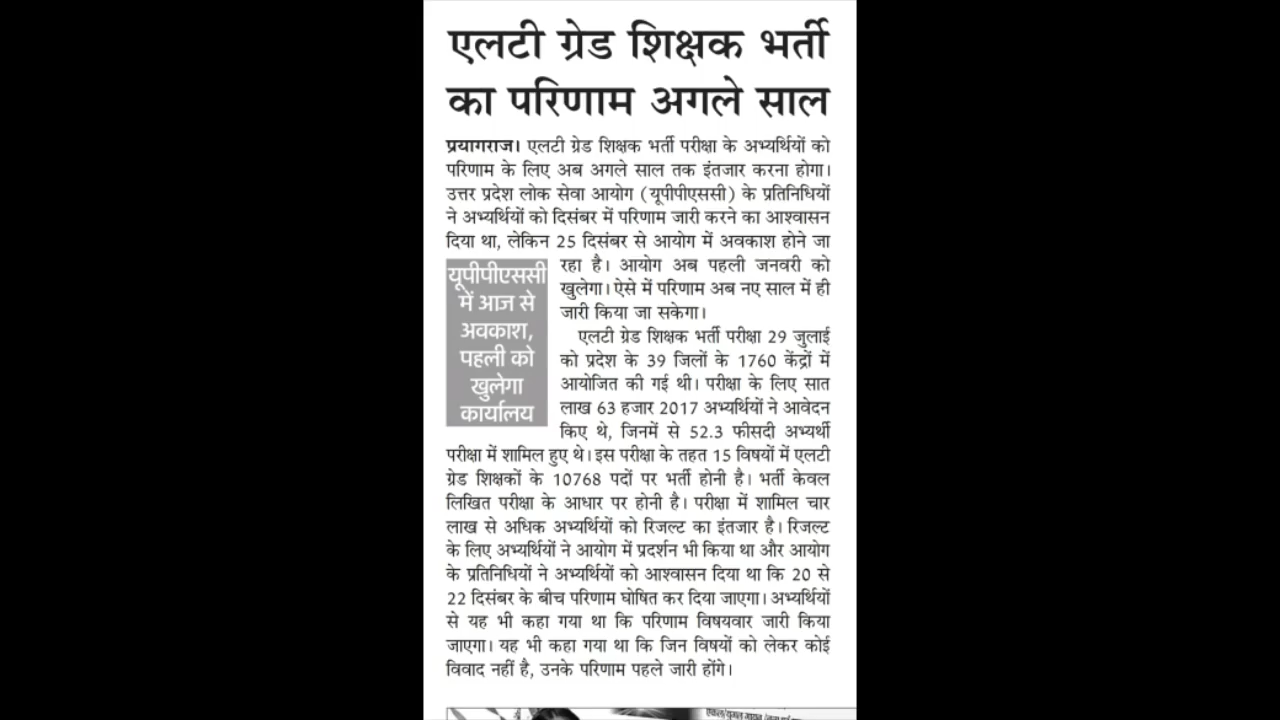 एलटी ग्रेड शिक्षक भर्ती
का परिणाम अगले साल
प्रयागराज। एलटी ग्रेड शिक्षक भर्ती परीक्षा के अभ्यर्थियों को
परिणाम के लिए अब अगले साल तक इंतजार करना होगा।
उत्तर प्रदेश लोक सेवा आयोग (यूपीपीएससी) के प्रतिनिधियों
ने अभ्यर्थियों को दिसंबर में परिणाम जारी करने का आश्वासन
दिया था, लेकिन 25 दिसंबर से आयोग में अवकाश होने जा
रहा है। आयोग अब पहली जनवरी को
खुलेगा। ऐसे में परिणाम अब नए साल में ही
जारी किया जा सकेगा।
यूपीपीएससी
में आज से
अवकाश,
पहली को
खुलेगा
कार्यालय
एलटी ग्रेड शिक्षक भर्ती परीक्षा 29 जुलाई
को प्रदेश के 39 जिलों के 1760 केंद्रों में
आयोजित की गई थी। परीक्षा के लिए सात
लाख 63 हजार 2017 अभ्यर्थियों ने आवेदन
किए थे, जिनमें से 52.3 फीसदी अभ्यर्थी
परीक्षा में शामिल हुए थे। इस परीक्षा के तहत 15 विषयों में एलटी
ग्रेड शिक्षकों के 10768 पदों पर भर्ती होनी है। भर्ती केवल
लिखित परीक्षा के आधार पर होनी है। परीक्षा में शामिल चार
लाख से अधिक अभ्यर्थियों को रिजल्ट का इंतजार है। रिजल्ट
के लिए अभ्यर्थियों ने आयोग में प्रदर्शन भी किया था और आयोग
के प्रतिनिधियों ने अभ्यर्थियों को आश्वासन दिया था कि 20 से
22 दिसंबर के बीच परिणाम घोषित कर दिया जाएगा। अभ्यर्थियों
से यह भी कहा गया था कि परिणाम विषयवार जारी किया
जाएगा। यह भी कहा गया था कि जिन विषयों को लेकर कोई
विवाद नहीं है, उनके परिणाम पहले जारी होंगे।